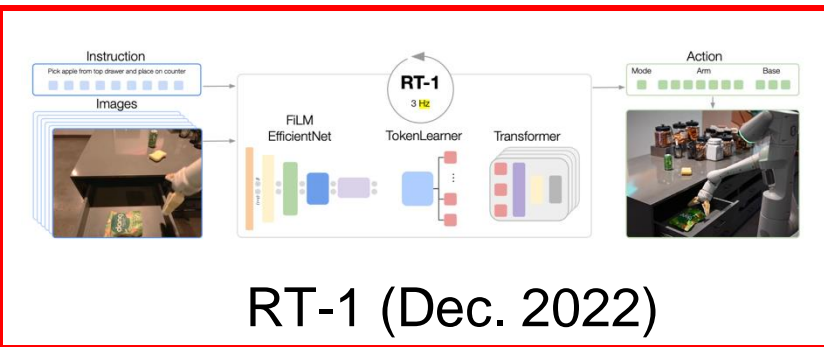 Instruction
Pick apple from top drawer and place on counter
Images
RT-1
3 Hz
FiLM
EfficientNet
TokenLearner
Transformer
Action
Mode Arm Base
RT-1 (Dec. 2022)